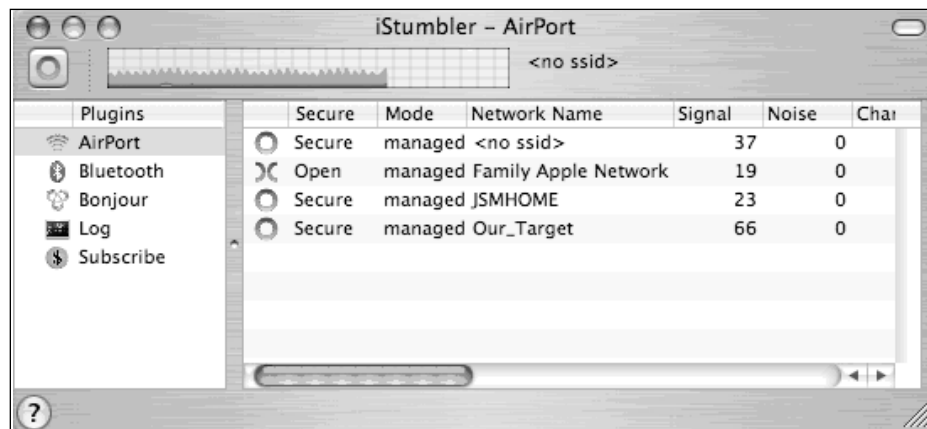 iStumbler – AirPort
<no ssid>
Plugins
AirPort
Bluetooth
Bonjour
Log
Subscribe
Secure Mode Network Name Signal Noise Char
Secure managed <no ssid> 37 0
Open managed Family Apple Network 19 0
Secure managed JSMHOME 23 0
Secure managed Our_Target 66 0
?